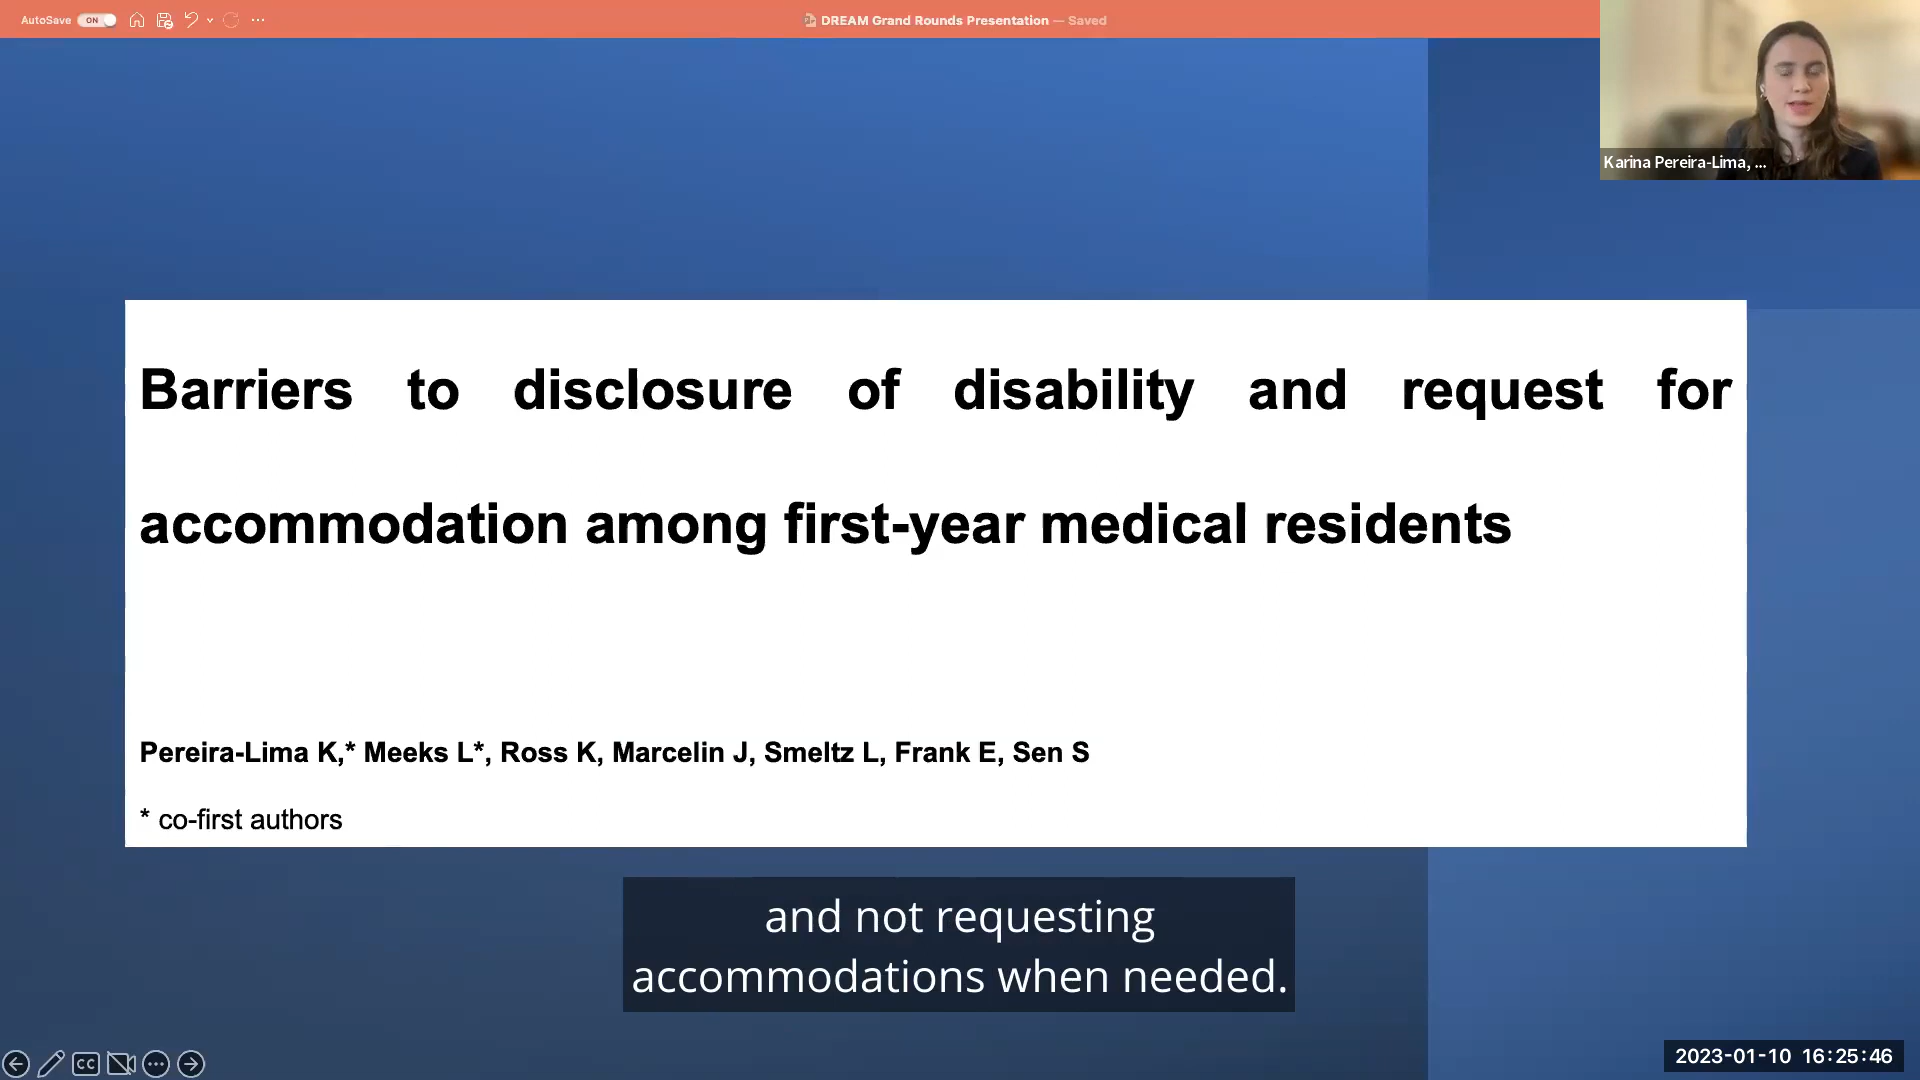 AutoSave ON ··· DREAM Grand Rounds Presentation — Saved
Karina Pereira-Lima, ...
Barriers to disclosure of disability and request for
accommodation among first-year medical residents
Pereira-Lima K,* Meeks L*, Ross K, Marcelin J, Smeltz L, Frank E, Sen S
* co-first authors
and not requesting
accommodations when needed.
CC
2023-01-10 16:25:46